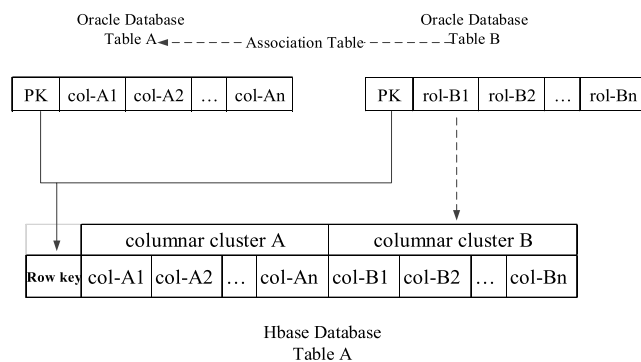 Oracle Database
Table A
Association Table
Oracle Database
Table B
PK col-A1 col-A2 … col-An
PK rol-B1 rol-B2 … rol-Bn
columnar cluster A columnar cluster B
Row key col-A1 col-A2 … col-An col-B1 col-B2 … col-Bn
Hbase Database
Table A